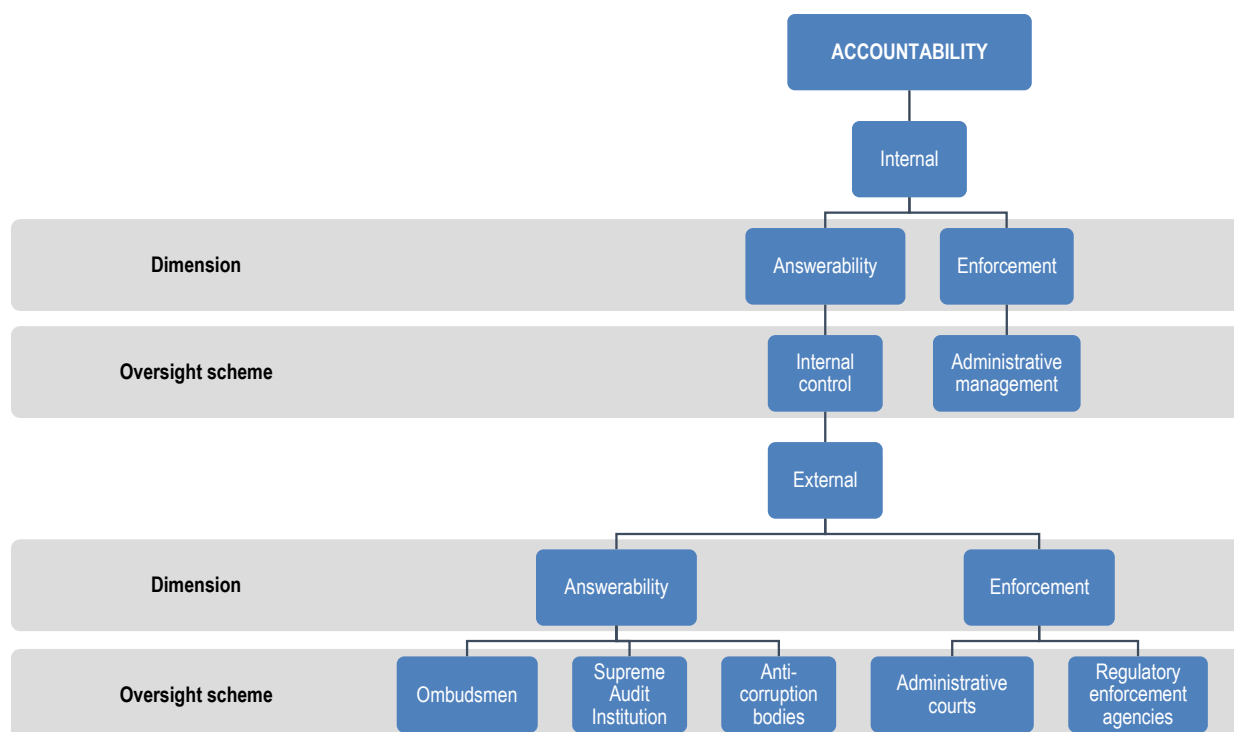 ACCOUNTABILITY
Internal
Dimension
Answerability
Enforcement
Oversight scheme
Internal
control
Administrative
management
External
Dimension
Answerability
Enforcement
Oversight scheme
Ombudsmen
Supreme
Audit
Institution
Anti-
corruption
bodies
Administrative
courts
Regulatory
enforcement
agencies